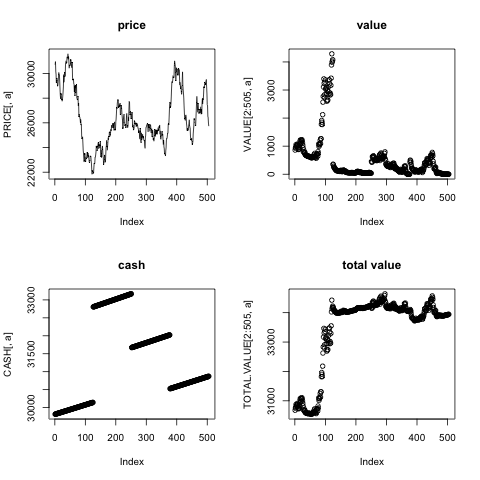 price
PRICE[, a]
22000 26000 30000
0 100 200 300 400 500
Index
value
VALUE[2:505, a]
0 1000 3000
0 100 200 300 400 500
Index
cash
CASH[, a]
30000 31500 33000
0 100 200 300 400 500
Index
total value
TOTAL.VALUE[2:505, a]
31000 33000
0 100 200 300 400 500
Index